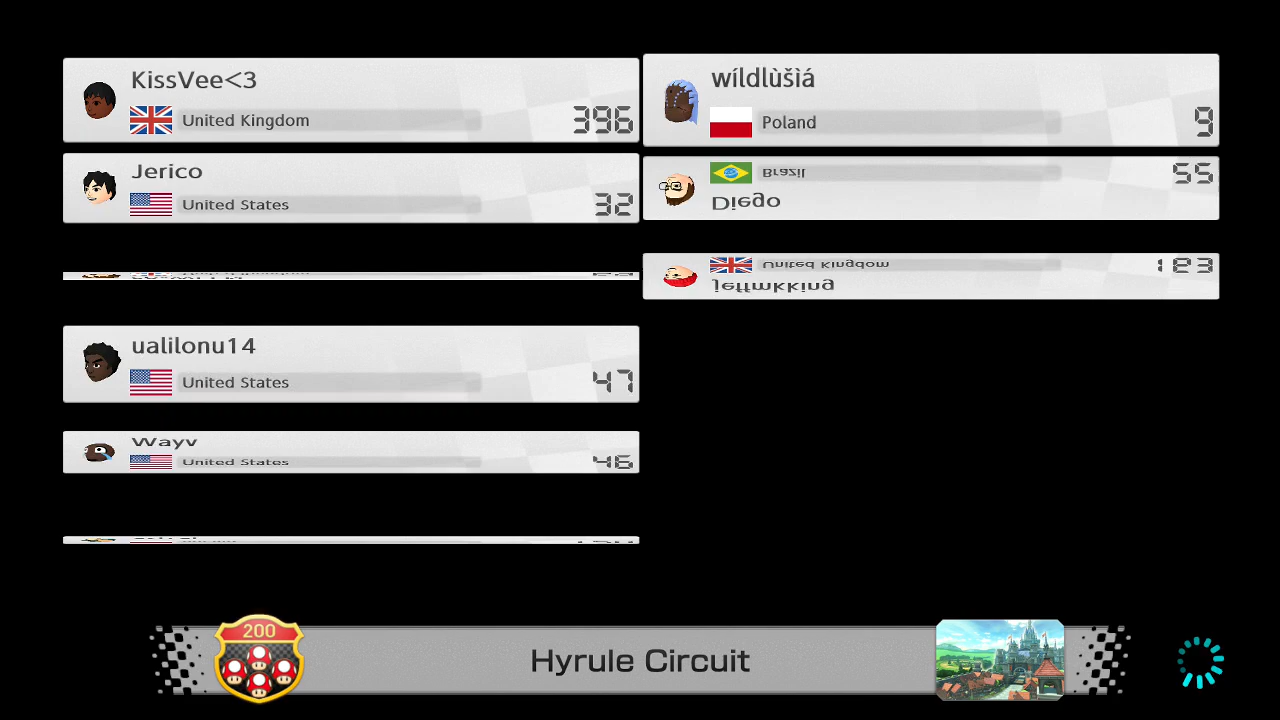 KissVee<3
United Kingdom
396
Jerico
United States
32
ualilonu14
United States
47
Wayv
United States
46
wíldlùšìá
Poland
9
Brazil
55
Diego
United Kingdom
183
jeffmkking
200
Hyrule Circuit